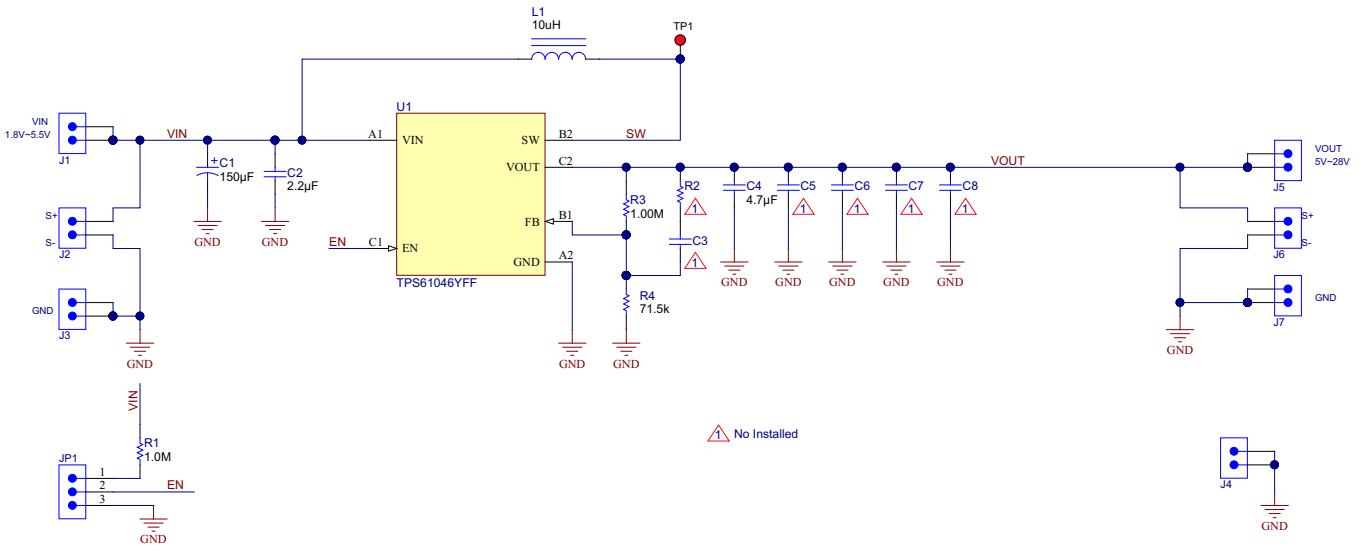 L1
10uH
TP1
U1
VIN
1.8V~5.5V
J1
VIN
A1
VIN
SW
B2
SW
VOUT
C2
VOUT
VOUT
5V~28V
J5
C1
+
150µF
C2
2.2µF
GND
GND
S+
S-
J2
EN
C1
EN
FB
B1
GND
A2
TPS61046YFF
R3
1.00M
R2
1
C3
1
C4
4.7µF
C5
1
C6
1
C7
1
C8
1
GND
GND
GND
GND
GND
S+
S-
J6
GND
J3
GND
R4
71.5k
GND
GND
GND
J7
GND
VIN
R1
1.0M
JP1
1
2
3
EN
GND
1 No Installed
J4
GND